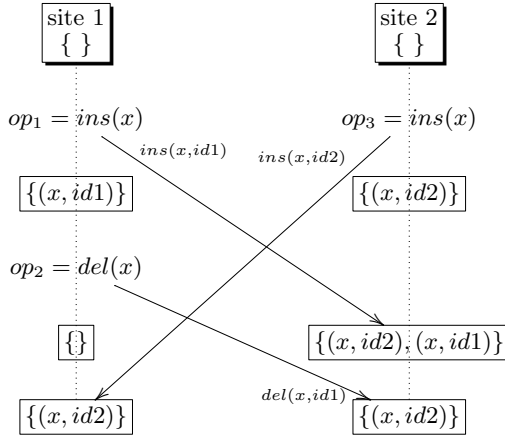 site 1
{ }
site 2
{ }
op1 = ins(x)
op3 = ins(x)
ins(x,id1)
ins(x,id2)
{(x, id1)}
{(x, id2)}
op2 = del(x)
{}
{(x, id2), (x, id1)}
del(x,id1)
{(x, id2)}
{(x, id2)}